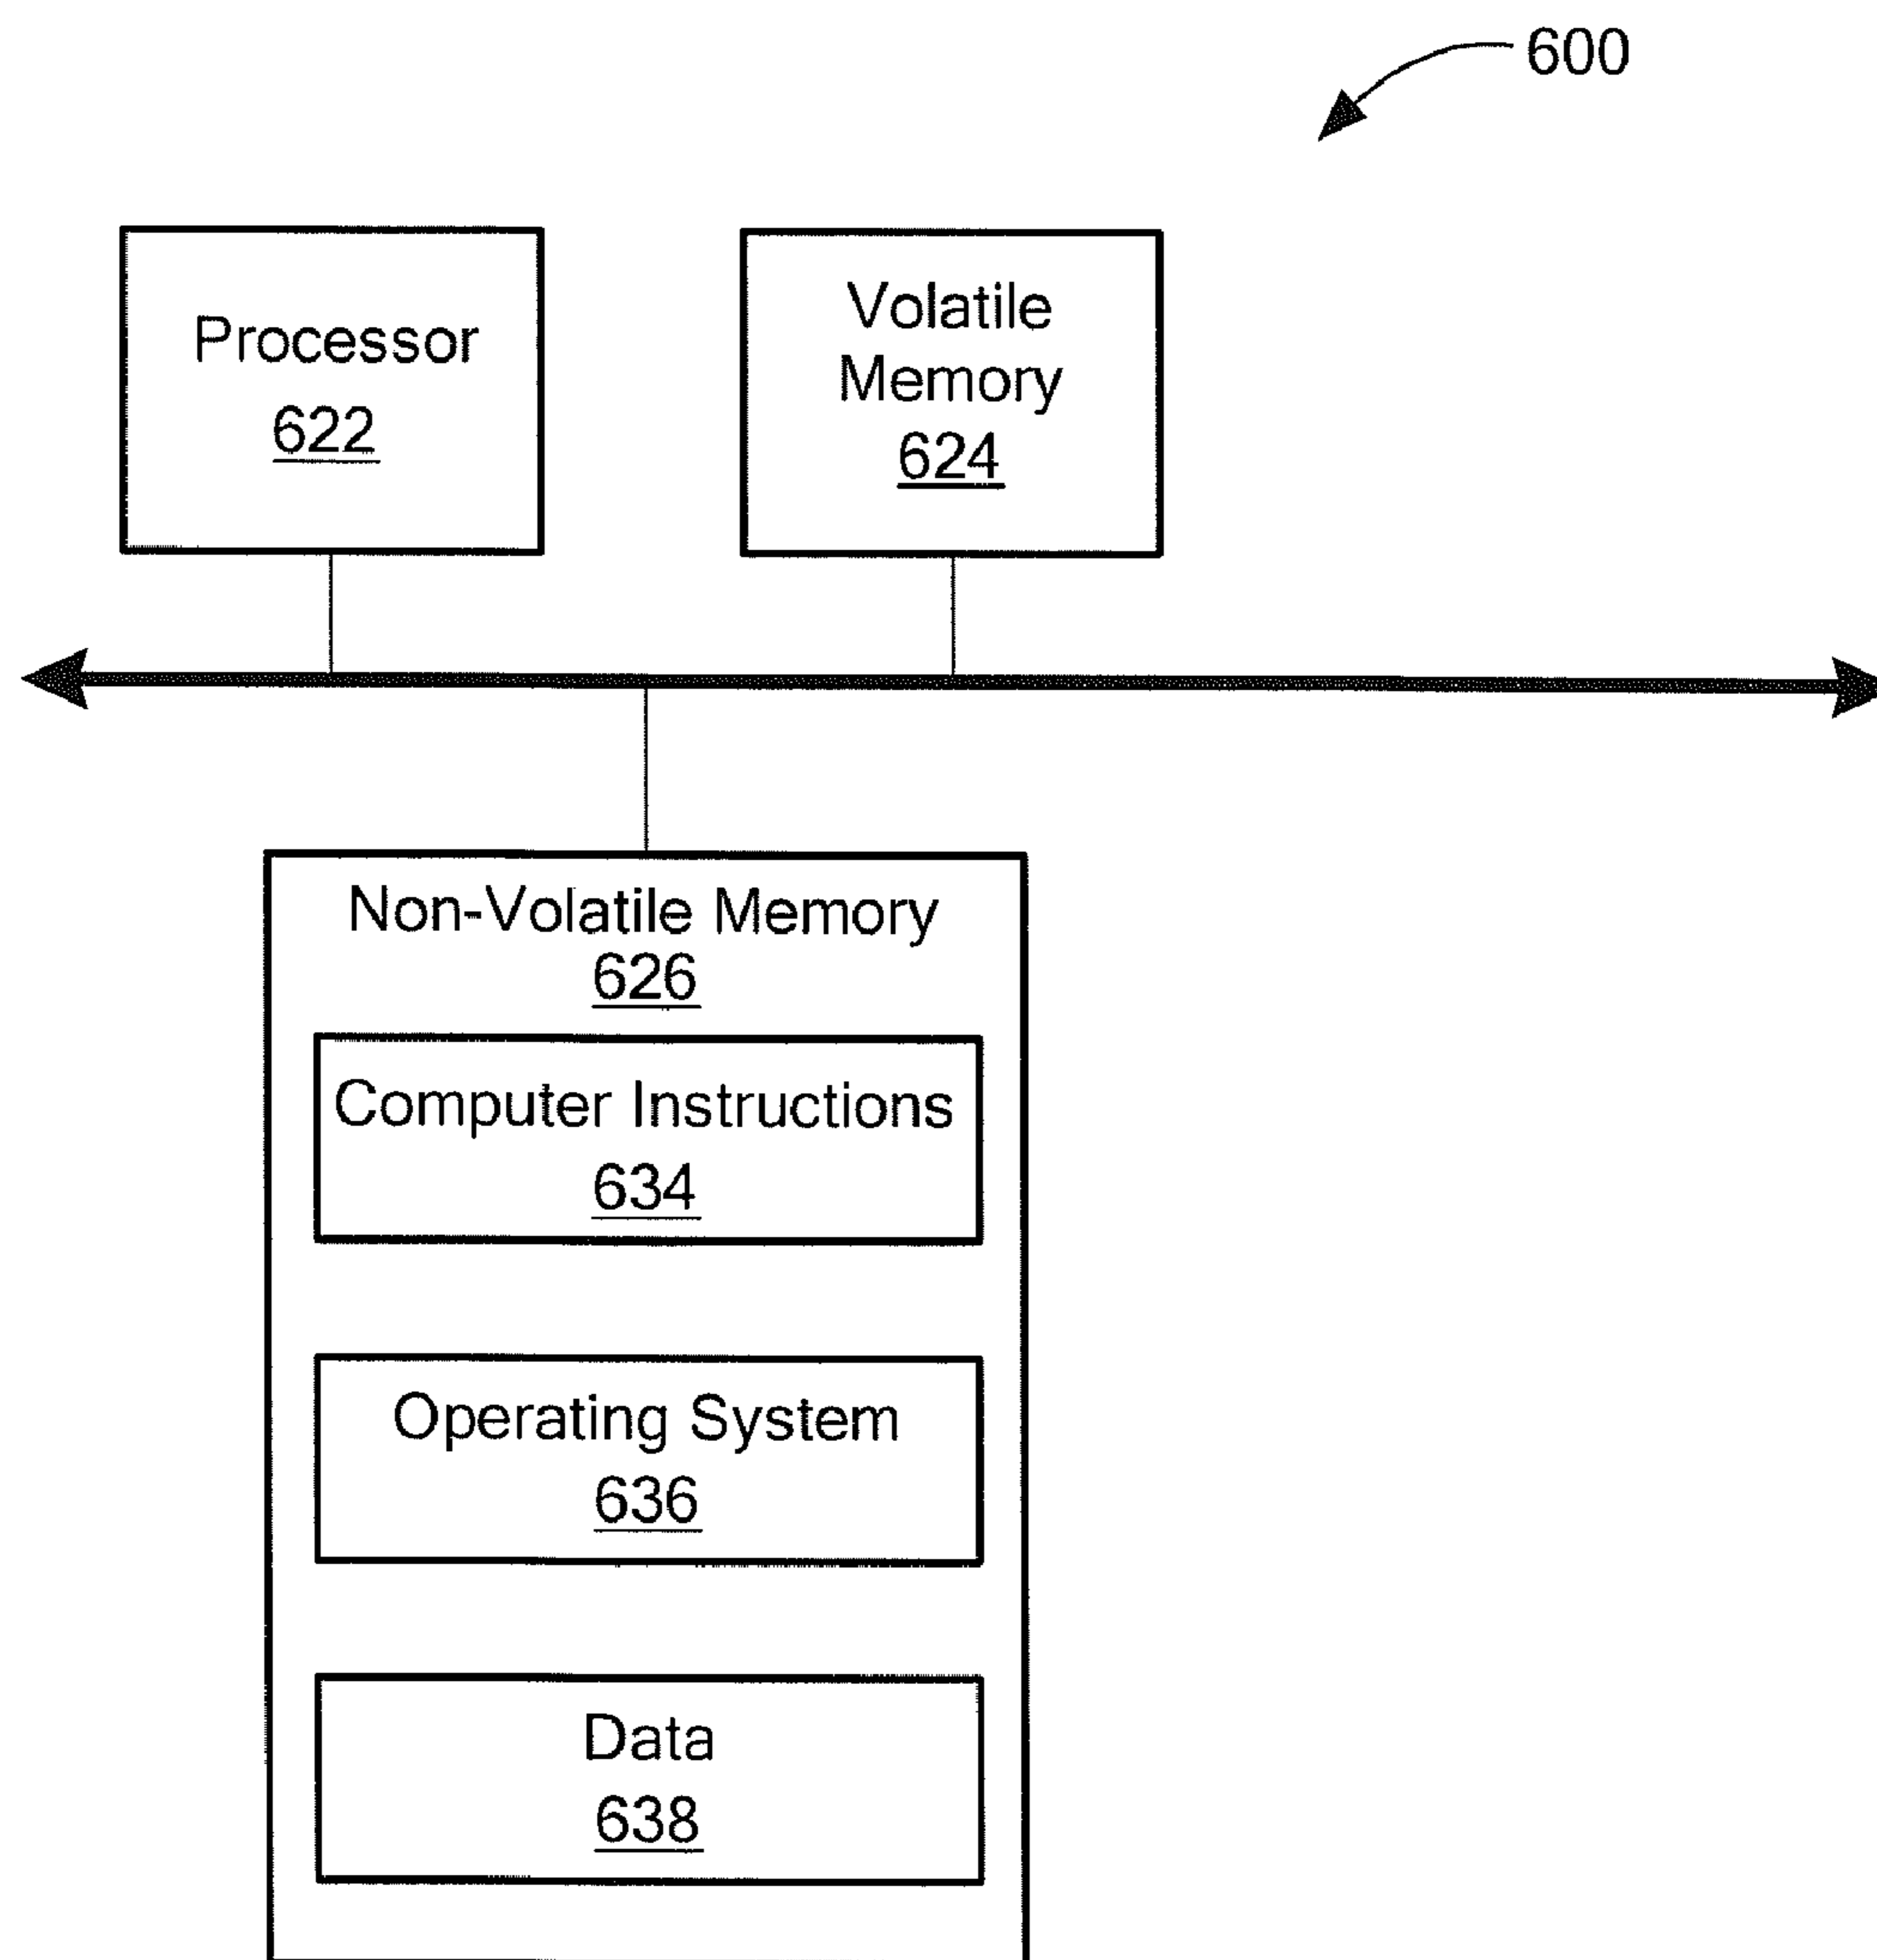 600
Processor
622
Volatile
Memory
624
Non-Volatile Memory
626
Computer Instructions
634
Operating System
636
Data
638